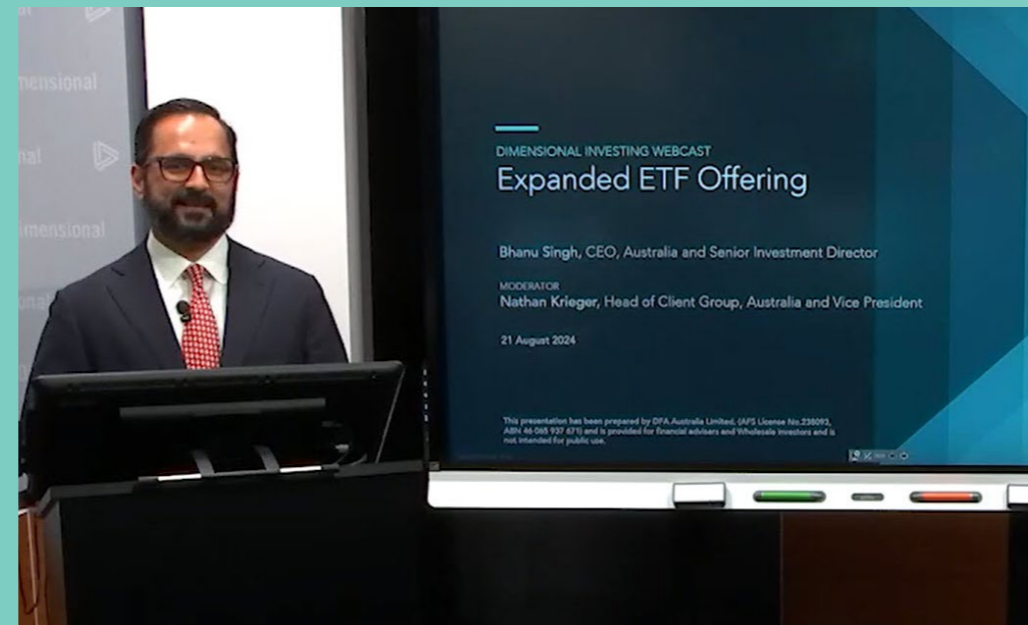 mensional
Dimensional
DIMENSIONAL INVESTING WEBCAST
Expanded ETF Offering
Bhanu Singh, CEO, Australia and Senior Investment Director
MODERATOR
Nathan Krieger, Head of Client Group, Australia and Vice President
21 August 2024
This presentation has been prepared by DFA Australia Limited, (AFS License No.238093,
ABN 46 065 937 671) and is provided for financial advisers and Wholesale investors and is
not intended for public use.